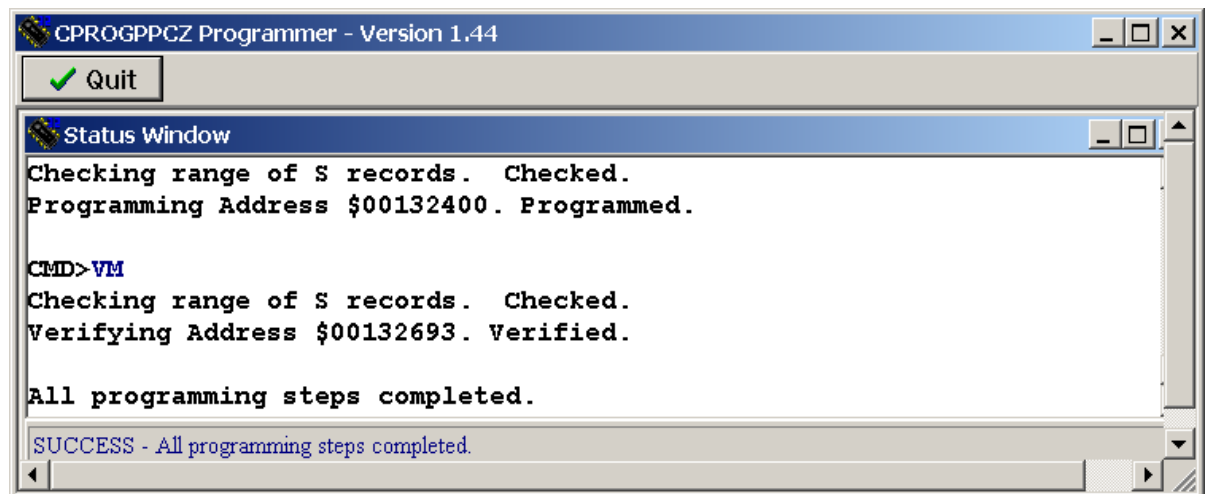 CPROGPPCZ Programmer - Version 1.44
Quit
Status Window
Checking range of S records.  Checked.
Programming Address $00132400. Programmed.
CMD>VM
Checking range of S records.  Checked.
Verifying Address $00132693. Verified.
All programming steps completed.
SUCCESS - All programming steps completed.